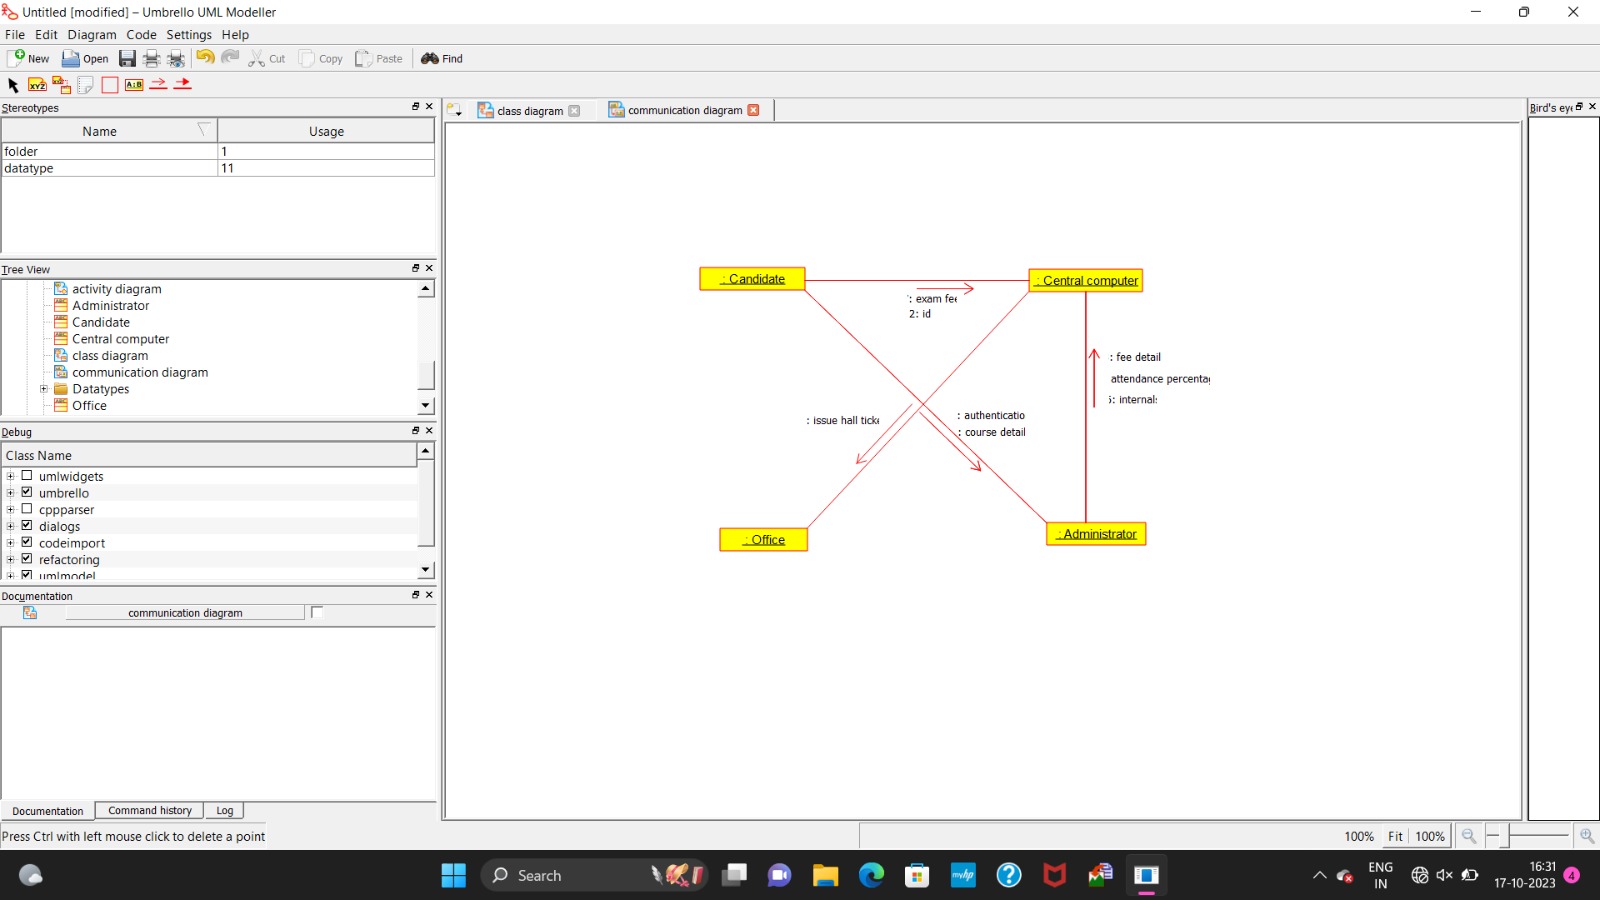 Untitled [modified] – Umbrello UML Modeller
File Edit Diagram Code Settings Help
New Open Cut Copy Paste Find
XYZ A:B
Stereotypes
Name Usage
folder 1
datatype 11
Tree View
activity diagram
Administrator
Candidate
Central computer
class diagram
communication diagram
Datatypes
Office
Debug
Class Name
umlwidgets
umbrello
cppparser
dialogs
codeimport
refactoring
umlmodel
Documentation
communication diagram
Documentation Command history Log
Press Ctrl with left mouse click to delete a point
class diagram communication diagram
: Candidate
: Central computer
: exam fee
2: id
: fee detail
attendance percentag
5: internals
: issue hall ticke
: authenticatio
: course detail
: Office
: Administrator
Bird's eye
100% Fit 100%
Search
myhp
ENG
IN
16:31
17-10-2023
4